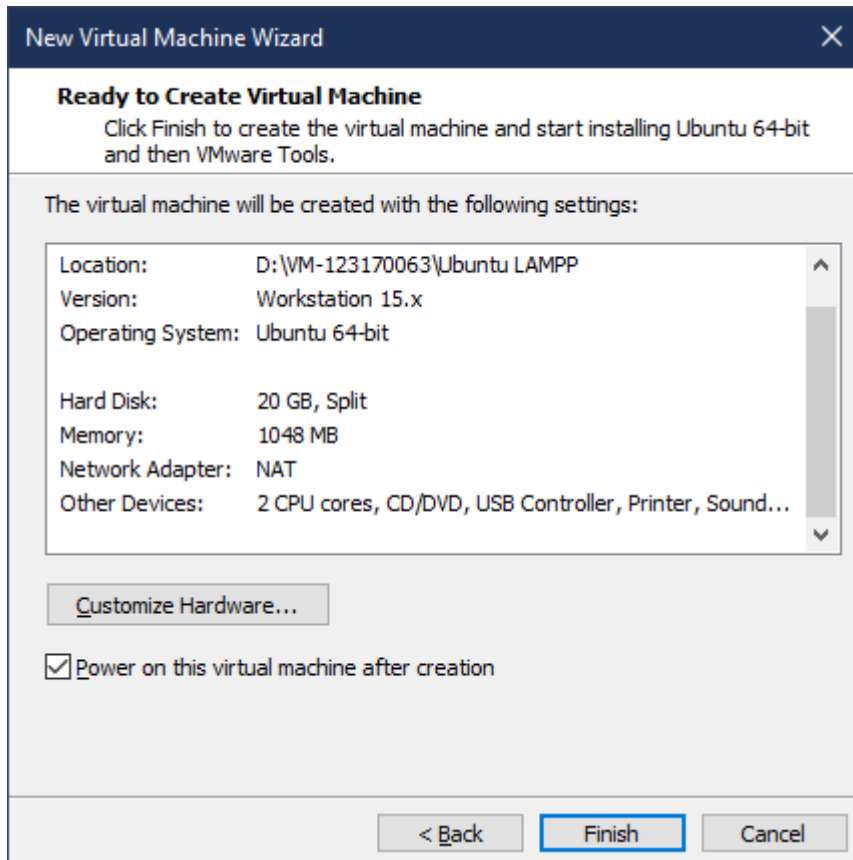 New Virtual Machine Wizard
Ready to Create Virtual Machine
Click Finish to create the virtual machine and start installing Ubuntu 64-bit
and then VMware Tools.
The virtual machine will be created with the following settings:
Location: D:\VM-123170063\Ubuntu LAMPP
Version: Workstation 15.x
Operating System: Ubuntu 64-bit
Hard Disk: 20 GB, Split
Memory: 1048 MB
Network Adapter: NAT
Other Devices: 2 CPU cores, CD/DVD, USB Controller, Printer, Sound...
Customize Hardware...
Power on this virtual machine after creation
< Back Finish Cancel